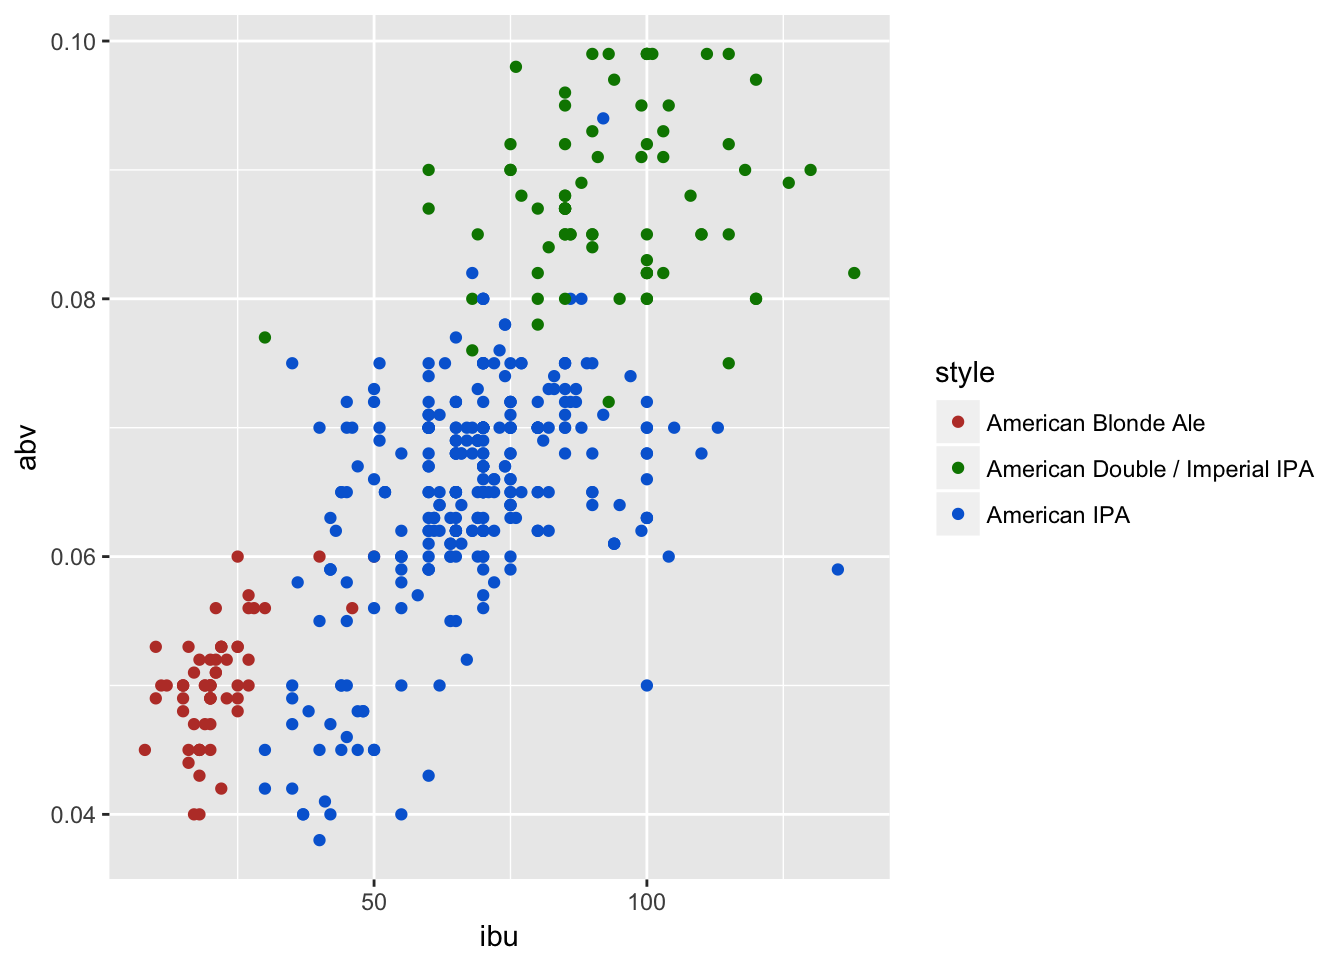 0.10
0.08
0.06
0.04
abv
50
100
ibu
style
American Blonde Ale
American Double / Imperial IPA
American IPA